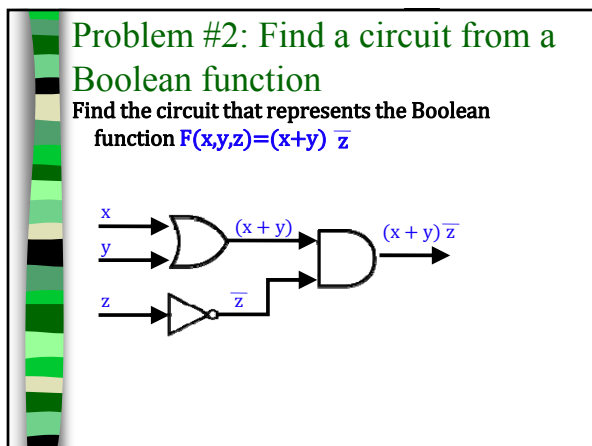 Problem #2: Find a circuit from a
Boolean function
Find the circuit that represents the Boolean
function F(x,y,z)=(x+y) z̅
x
(x + y)
(x + y) z̅
y
z
z̅